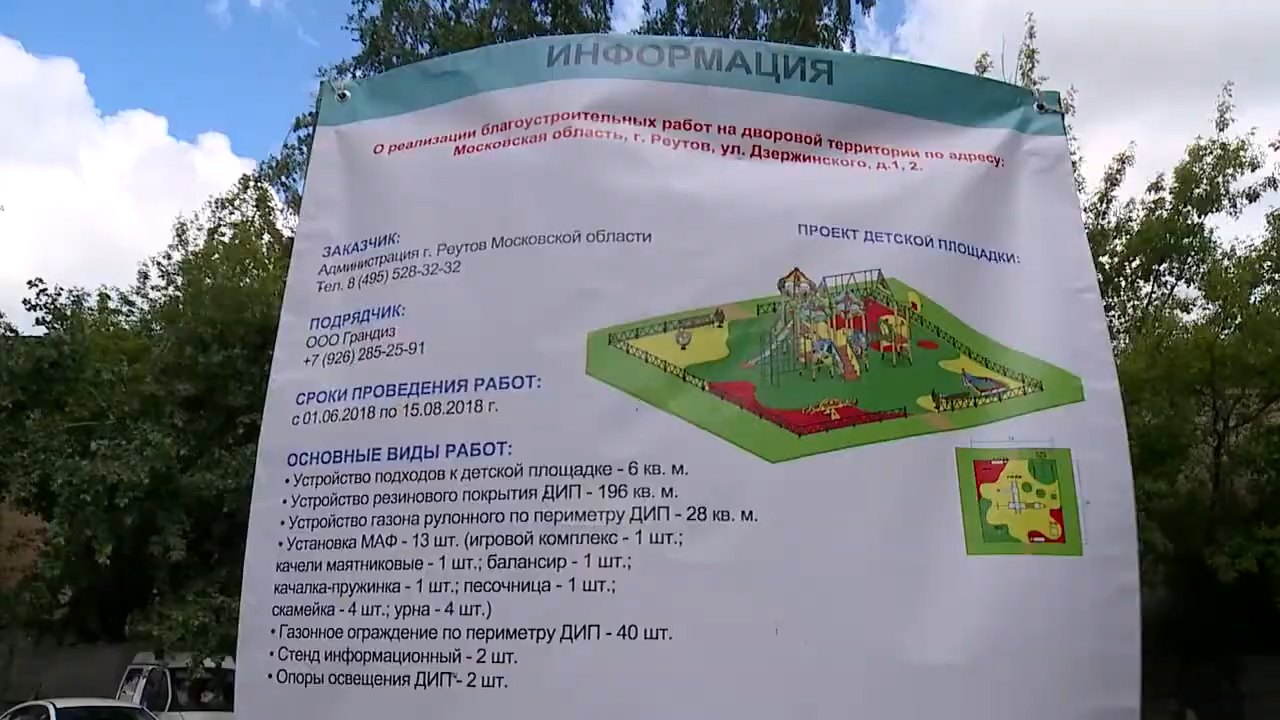 ИНФОРМАЦИЯ
О реализации благоустроительных работ на дворовой территории по адресу:
Московская область, г. Реутов, ул. Дзержинского, д.1, 2.
ЗАКАЗЧИК:
Администрация г. Реутов Московской области
Тел. 8 (495) 528-32-32
ПОДРЯДЧИК:
ООО Грандиз
+7 (926) 285-25-91
СРОКИ ПРОВЕДЕНИЯ РАБОТ:
с 01.06.2018 по 15.08.2018 г.
ОСНОВНЫЕ ВИДЫ РАБОТ:
• Устройство подходов к детской площадке - 6 кв. м.
• Устройство резинового покрытия ДИП - 196 кв. м.
• Устройство газона рулонного по периметру ДИП - 28 кв. м.
• Установка МАФ - 13 шт. (игровой комплекс - 1 шт.;
качели маятниковые - 1 шт.; балансир - 1 шт.;
качалка-пружинка - 1 шт.; песочница - 1 шт.;
скамейка - 4 шт.; урна - 4 шт.)
• Газонное ограждение по периметру ДИП - 40 шт.
• Стенд информационный - 2 шт.
• Опоры освещения ДИП - 2 шт.
ПРОЕКТ ДЕТСКОЙ ПЛОЩАДКИ: